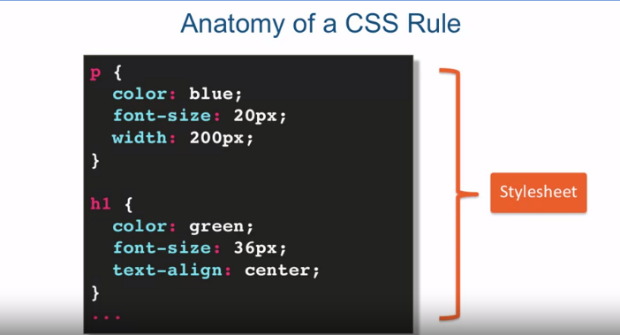 Anatomy of a CSS Rule
p {
color: blue;
font-size: 20px;
width: 200px;
}
h1 {
color: green;
font-size: 36px;
text-align: center;
}
...
Stylesheet